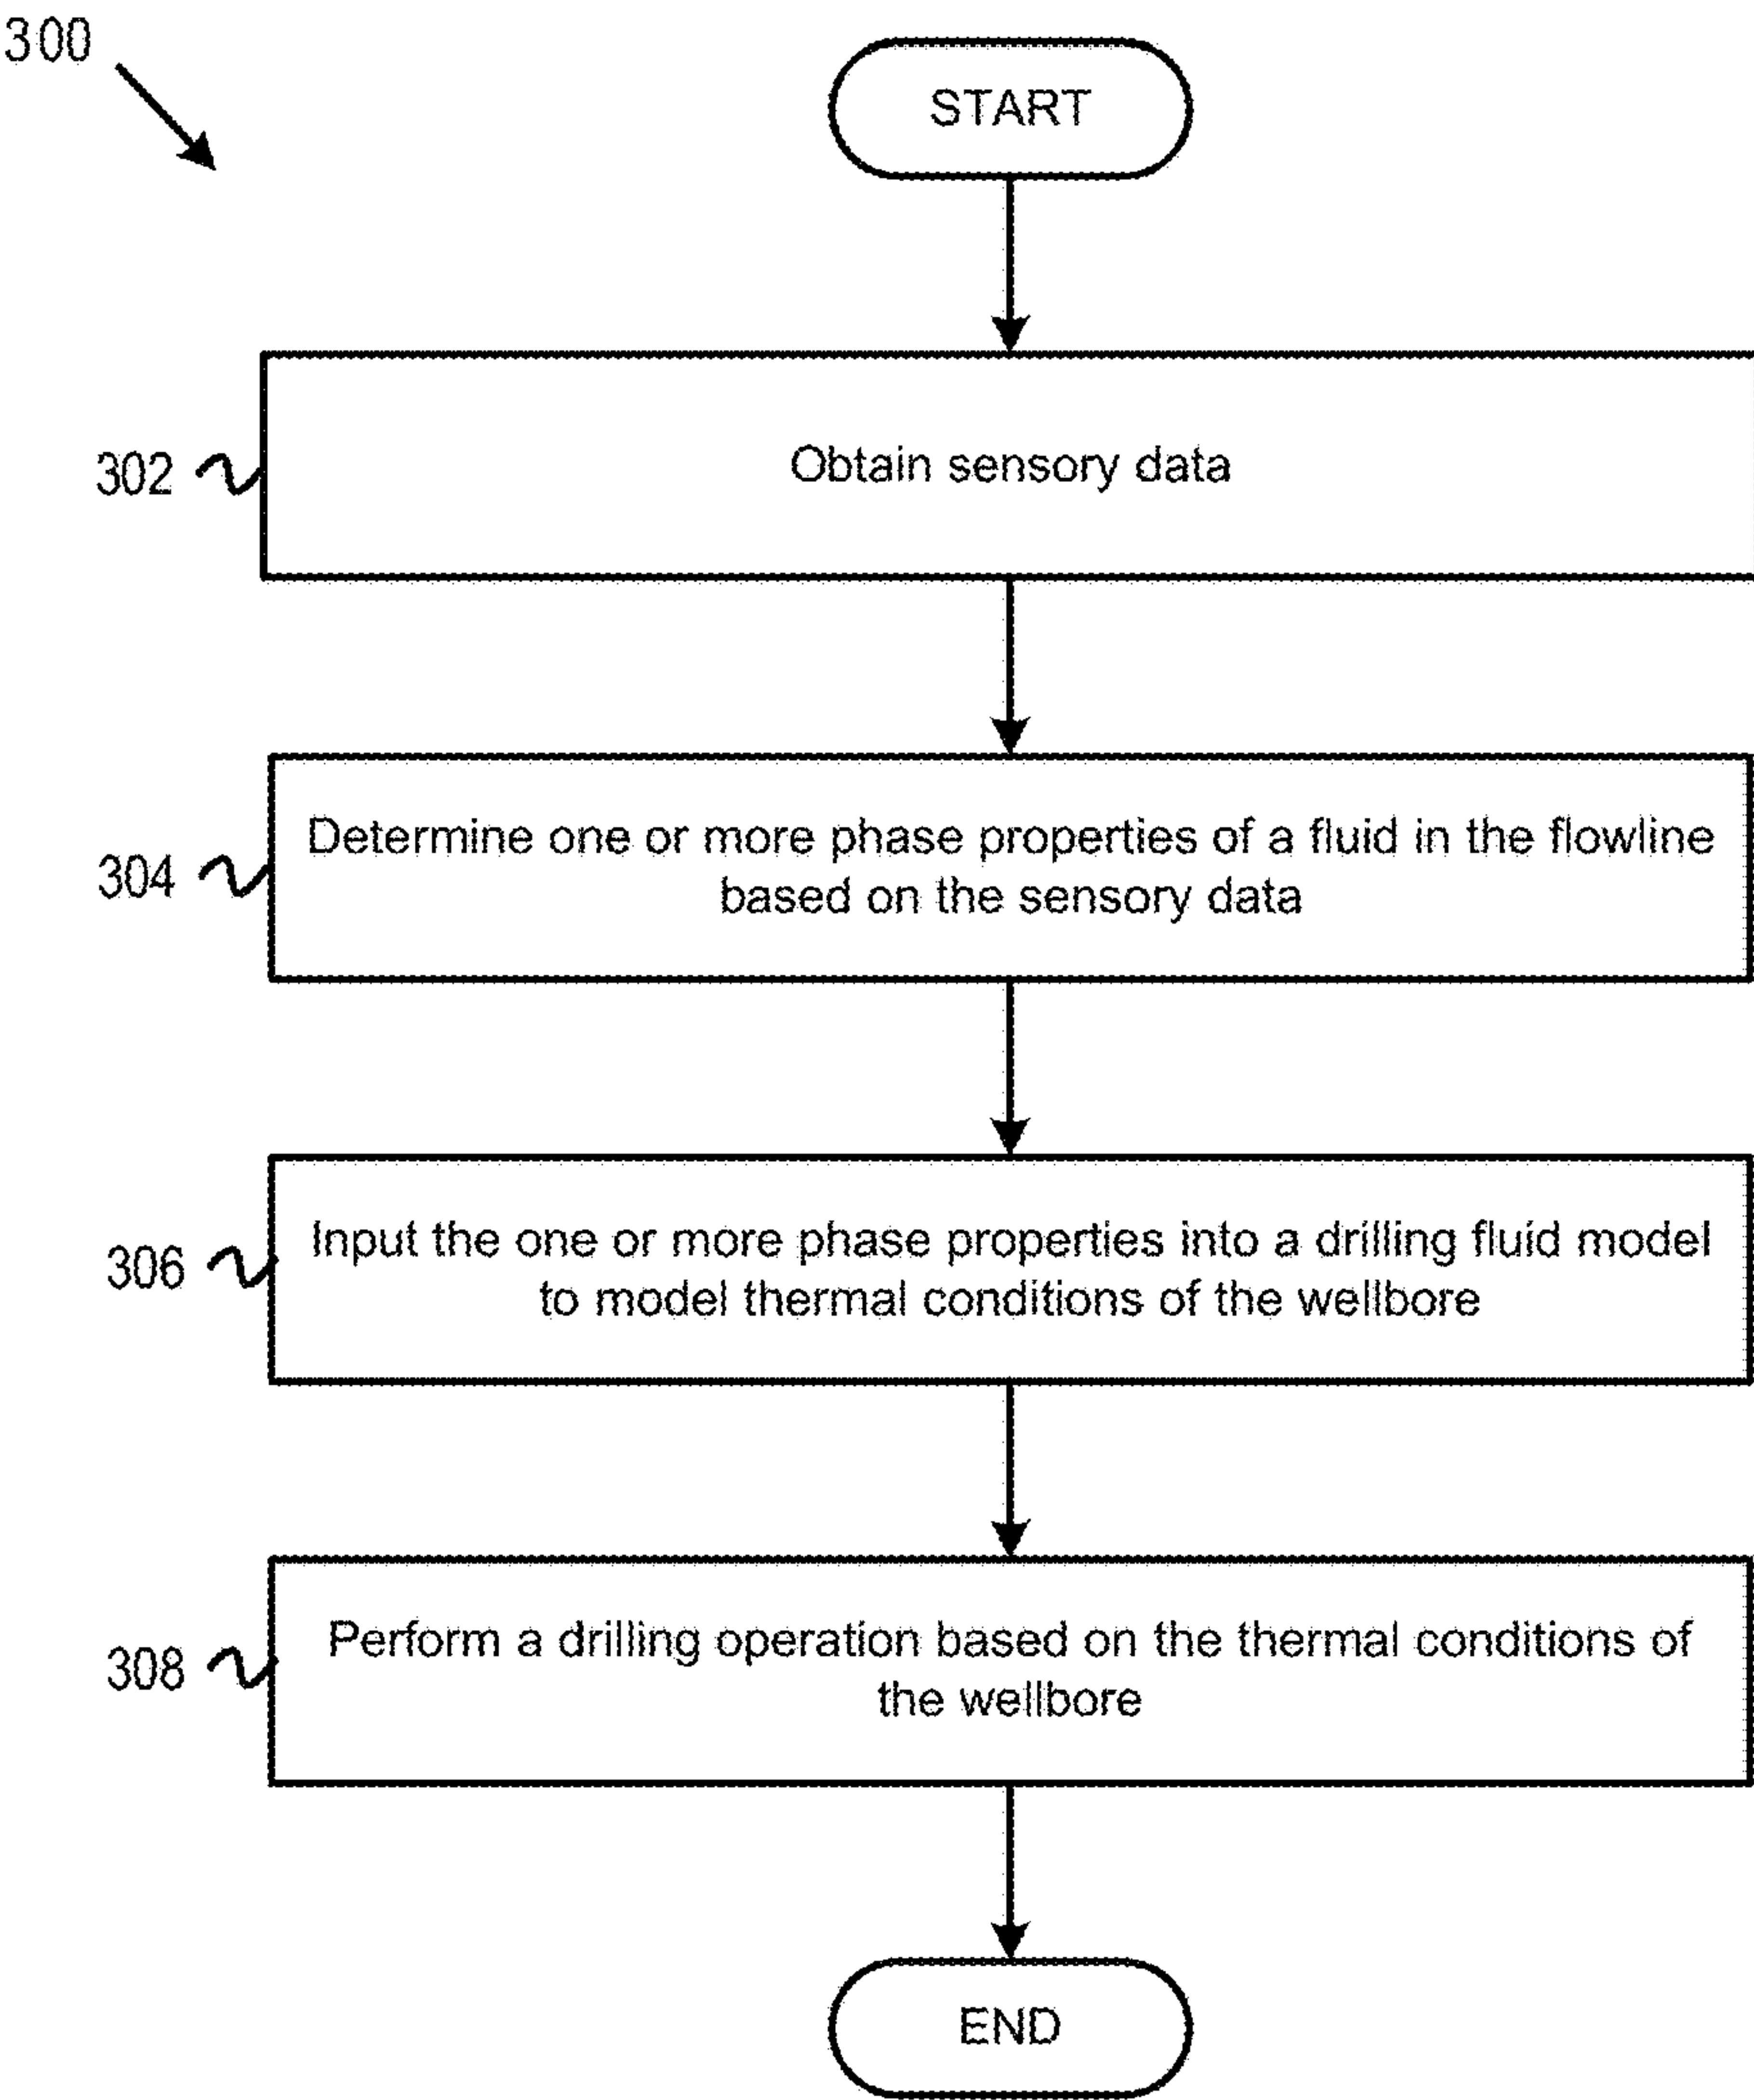 300
START
302
Obtain sensory data
304
Determine one or more phase properties of a fluid in the flowline
based on the sensory data
306
Input the one or more phase properties into a drilling fluid model
to model thermal conditions of the wellbore
308
Perform a drilling operation based on the thermal conditions of
the wellbore
END